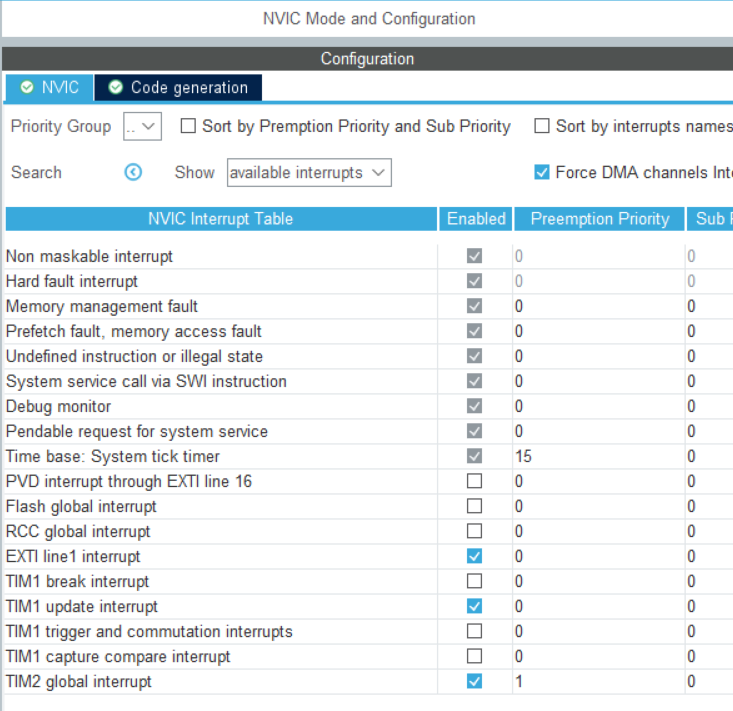 NVIC Mode and Configuration
Configuration
NVIC Code generation
Priority Group .. Sort by Premption Priority and Sub Priority Sort by interrupts names
Search Show available interrupts Force DMA channels Int
NVIC Interrupt Table Enabled Preemption Priority Sub
Non maskable interrupt 0 0
Hard fault interrupt 0 0
Memory management fault 0 0
Prefetch fault, memory access fault 0 0
Undefined instruction or illegal state 0 0
System service call via SWI instruction 0 0
Debug monitor 0 0
Pendable request for system service 0 0
Time base: System tick timer 15 0
PVD interrupt through EXTI line 16 0 0
Flash global interrupt 0 0
RCC global interrupt 0 0
EXTI line1 interrupt 0 0
TIM1 break interrupt 0 0
TIM1 update interrupt 0 0
TIM1 trigger and commutation interrupts 0 0
TIM1 capture compare interrupt 0 0
TIM2 global interrupt 1 0